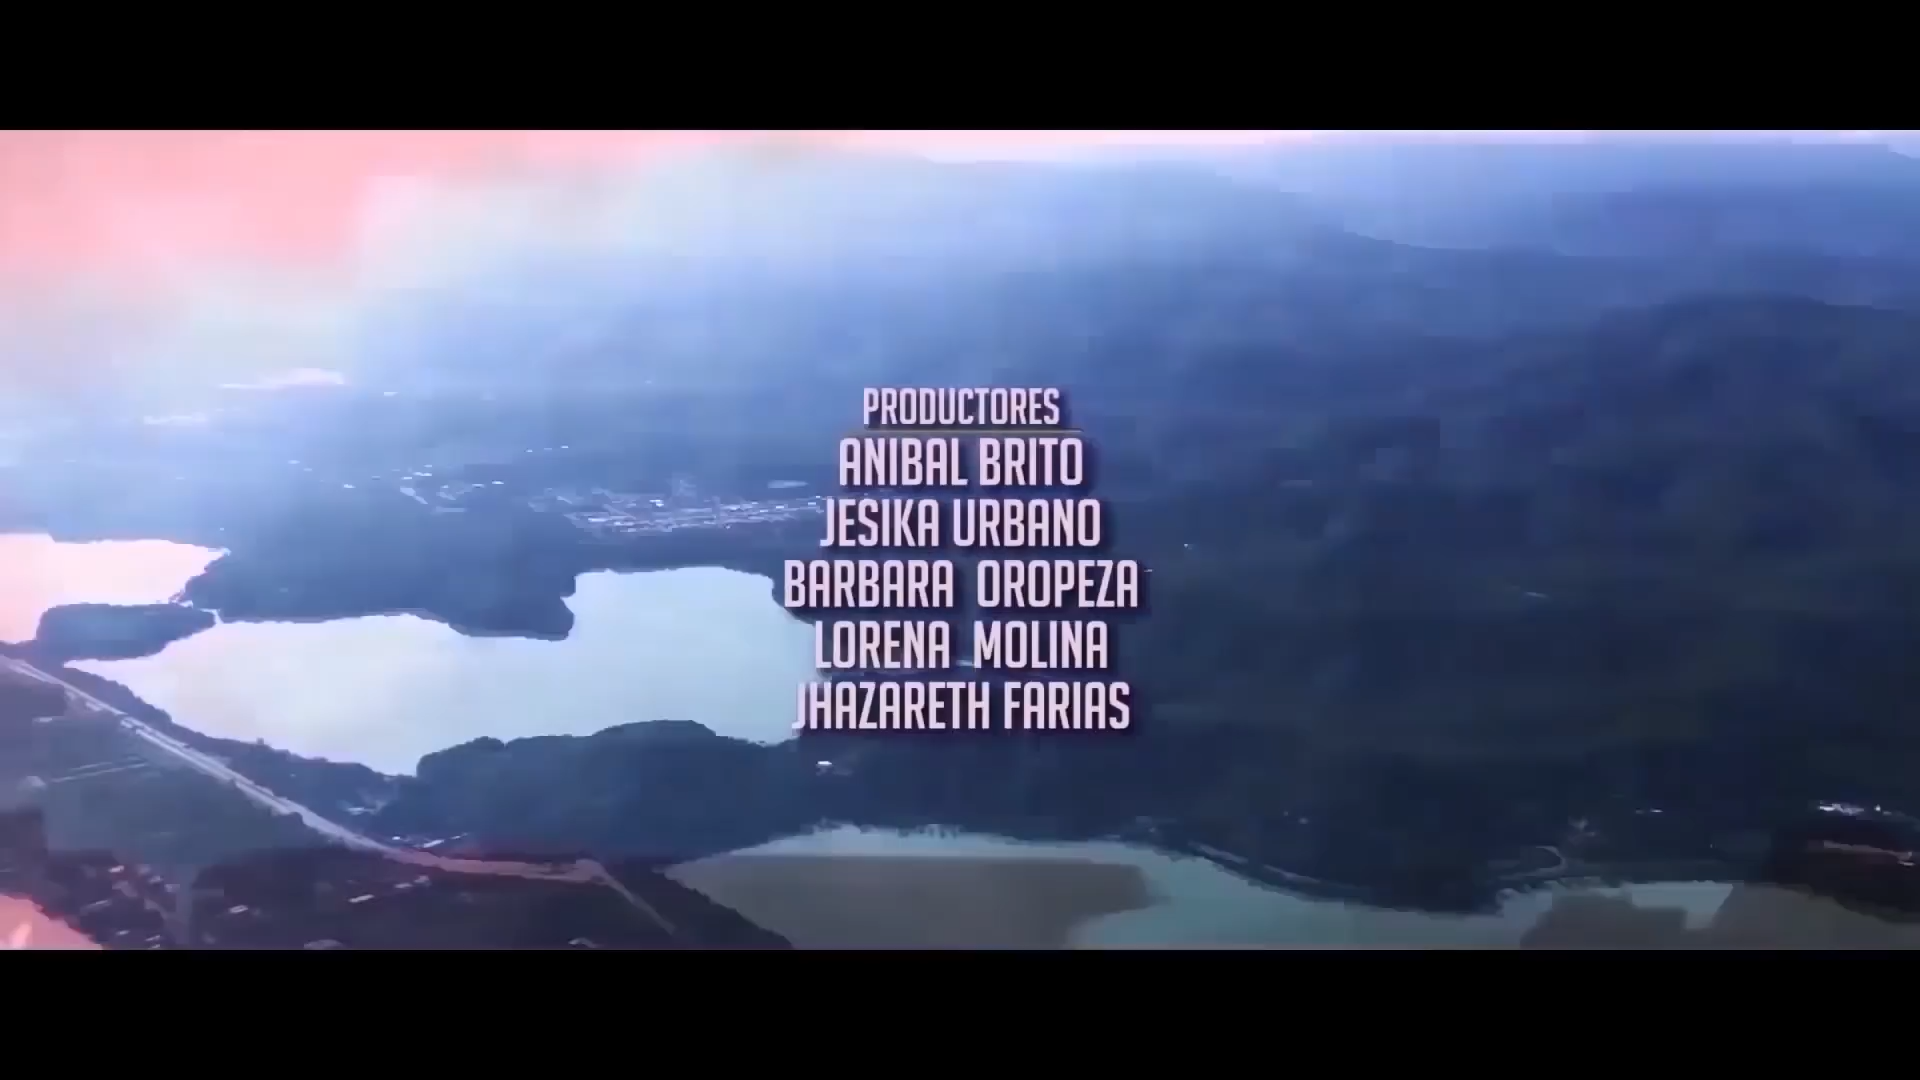 PRODUCTORES
ANIBAL BRITO
JESIKA URBANO
BARBARA OROPEZA
LORENA MOLINA
JHAZARETH FARIAS